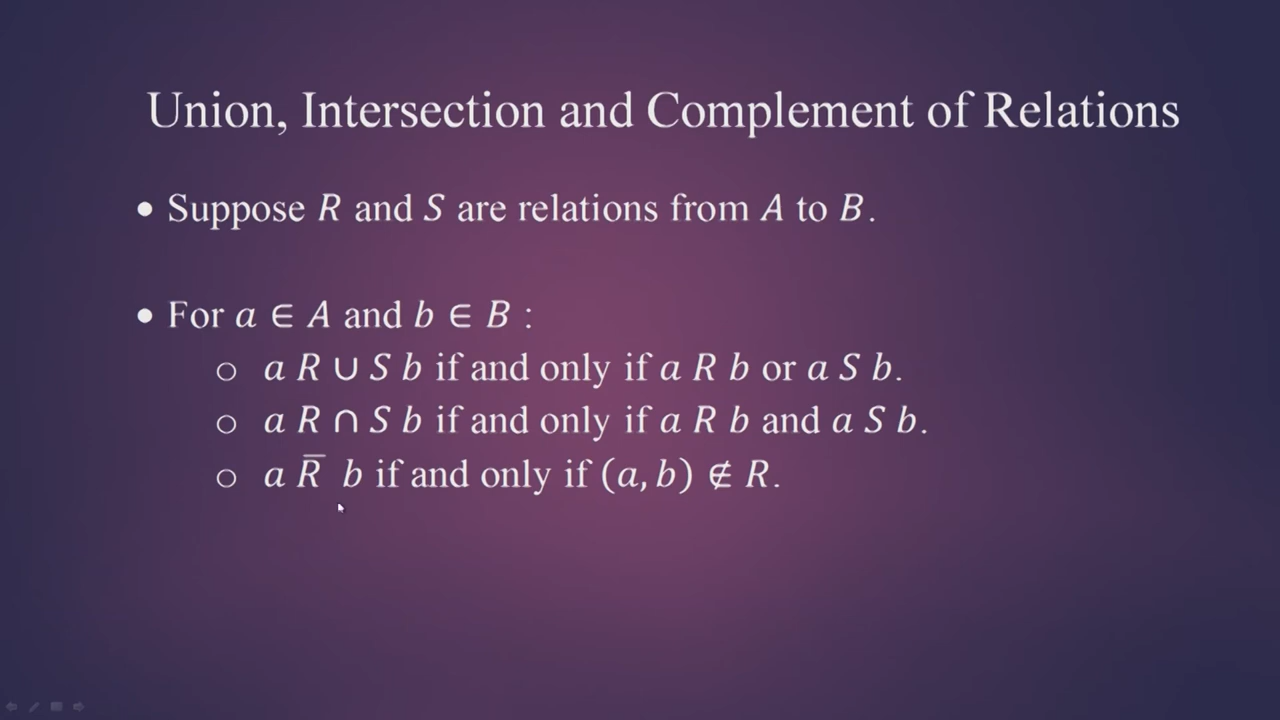 Union, Intersection and Complement of Relations
• Suppose R and S are relations from A to B.
• For a ∈ A and b ∈ B :
○ a R ∪ S b if and only if a R b or a S b.
○ a R ∩ S b if and only if a R b and a S b.
○ a R̅ b if and only if (a, b) ∉ R.